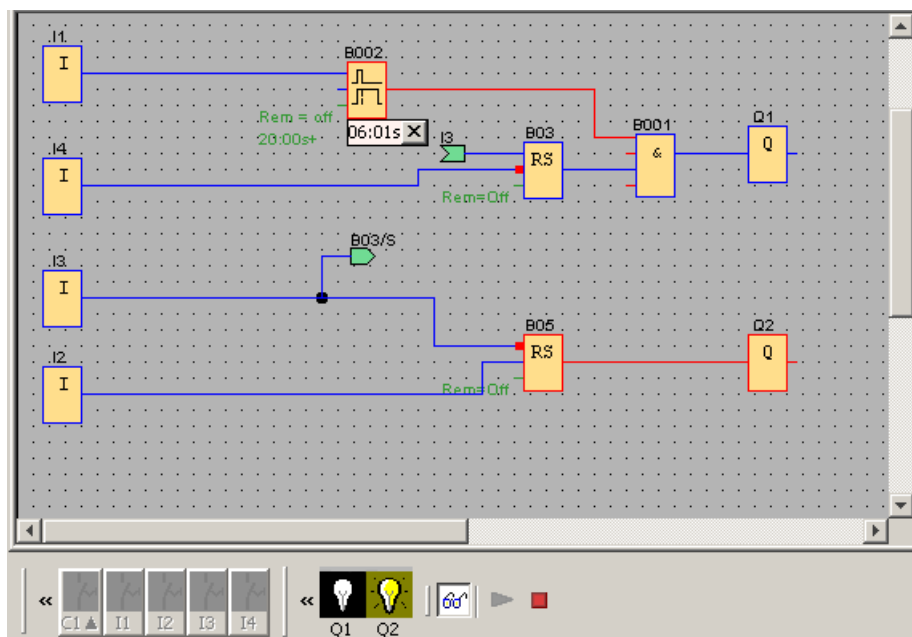 I1
I
B002
Rem = off
20:00s+
06:01s
I3
B03
RS
Rem=Off
B001
&
Q1
Q
I4
I
B03/S
I3
I
B05
RS
Rem=Off
Q2
Q
I2
I
«
C1 I1 I2 I3 I4
«
Q1 Q2